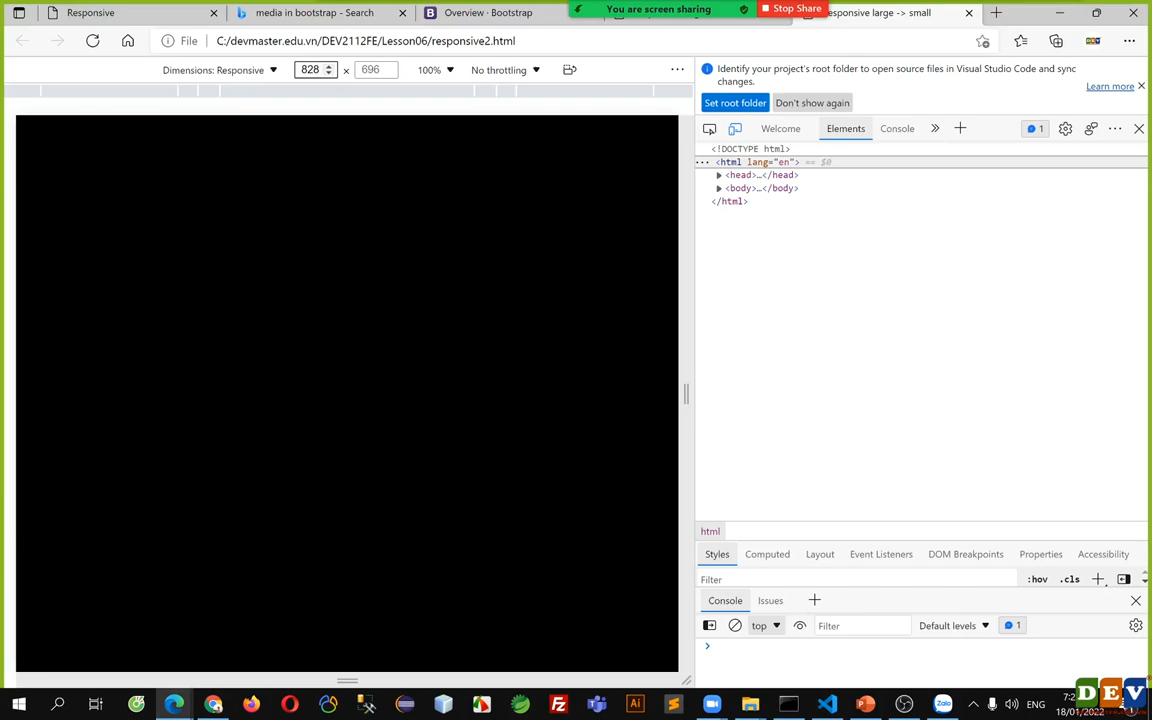 Responsive
media in bootstrap - Search
Overview · Bootstrap
You are screen sharing
Stop Share
responsive large -> small
File
C:/devmaster.edu.vn/DEV2112FE/Lesson06/responsive2.html
Dimensions: Responsive
828 × 696
100%
No throttling
Identify your project's root folder to open source files in Visual Studio Code and sync
changes.
Learn more
Set root folder
Don't show again
Welcome
Elements
Console
1
<!DOCTYPE html>
··· <html lang="en"> == $0
<head>…</head>
<body>…</body>
</html>
html
Styles
Computed
Layout
Event Listeners
DOM Breakpoints
Properties
Accessibility
Filter
:hov
.cls
Console
Issues
top
Filter
Default levels
1
ENG
18/01/2022
DEV